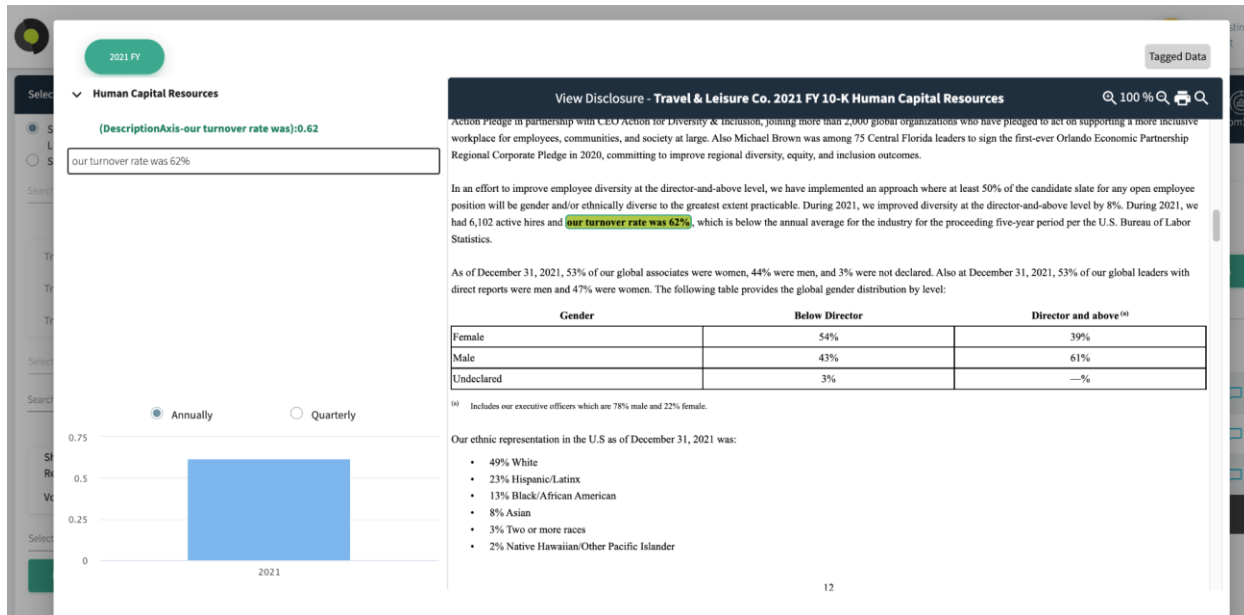 2021 FY
Tagged Data
Human Capital Resources
(DescriptionAxis-our turnover rate was):0.62
our turnover rate was 62%
Annually
Quarterly
0.75
0.5
0.25
0
2021
View Disclosure - Travel & Leisure Co. 2021 FY 10-K Human Capital Resources
100 %
Action Pledge in partnership with CEO Action for Diversity & Inclusion, joining more than 2,000 global organizations who have pledged to act on supporting a more inclusive
workplace for employees, communities, and society at large. Also Michael Brown was among 75 Central Florida leaders to sign the first-ever Orlando Economic Partnership
Regional Corporate Pledge in 2020, committing to improve regional diversity, equity, and inclusion outcomes.
In an effort to improve employee diversity at the director-and-above level, we have implemented an approach where at least 50% of the candidate slate for any open employee
position will be gender and/or ethnically diverse to the greatest extent practicable. During 2021, we improved diversity at the director-and-above level by 8%. During 2021, we
had 6,102 active hires and our turnover rate was 62%, which is below the annual average for the industry for the proceeding five-year period per the U.S. Bureau of Labor
Statistics.
As of December 31, 2021, 53% of our global associates were women, 44% were men, and 3% were not declared. Also at December 31, 2021, 53% of our global leaders with
direct reports were men and 47% were women. The following table provides the global gender distribution by level:
Gender Below Director Director and above (a)
Female 54% 39%
Male 43% 61%
Undeclared 3% —%
(a) Includes our executive officers which are 78% male and 22% female.
Our ethnic representation in the U.S as of December 31, 2021 was:
• 49% White
• 23% Hispanic/Latinx
• 13% Black/African American
• 8% Asian
• 3% Two or more races
• 2% Native Hawaiian/Other Pacific Islander
12